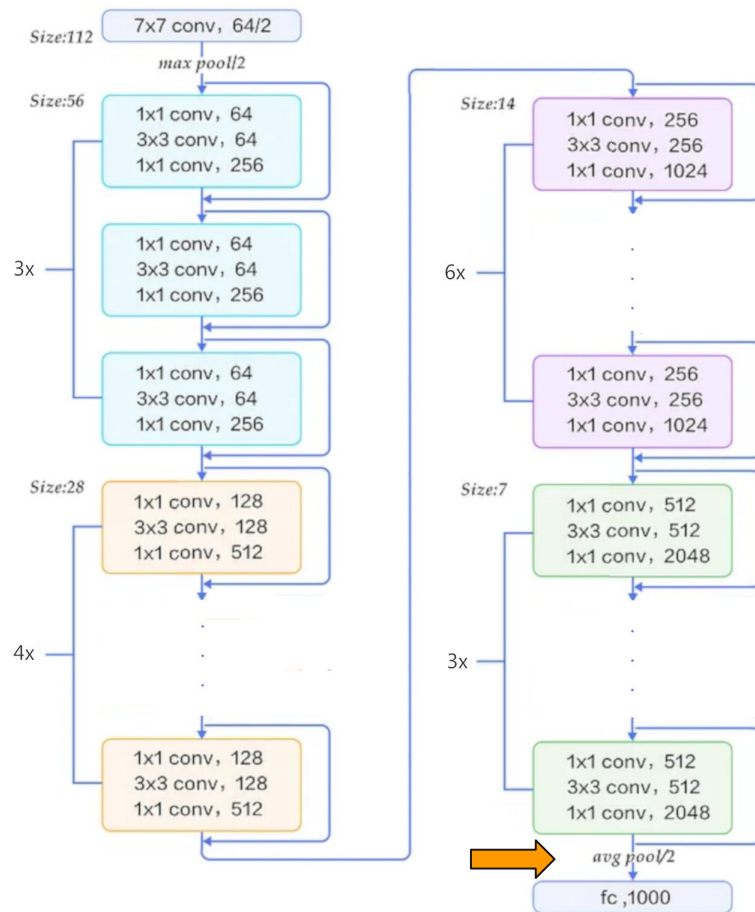 7x7 conv, 64/2
Size:112
max pool/2
Size:56
1x1 conv, 64
3x3 conv, 64
1x1 conv, 256
3x
1x1 conv, 64
3x3 conv, 64
1x1 conv, 256
1x1 conv, 64
3x3 conv, 64
1x1 conv, 256
Size:28
1x1 conv, 128
3x3 conv, 128
1x1 conv, 512
4x
1x1 conv, 128
3x3 conv, 128
1x1 conv, 512
Size:14
1x1 conv, 256
3x3 conv, 256
1x1 conv, 1024
6x
1x1 conv, 256
3x3 conv, 256
1x1 conv, 1024
Size:7
1x1 conv, 512
3x3 conv, 512
1x1 conv, 2048
3x
1x1 conv, 512
3x3 conv, 512
1x1 conv, 2048
avg pool/2
fc ,1000